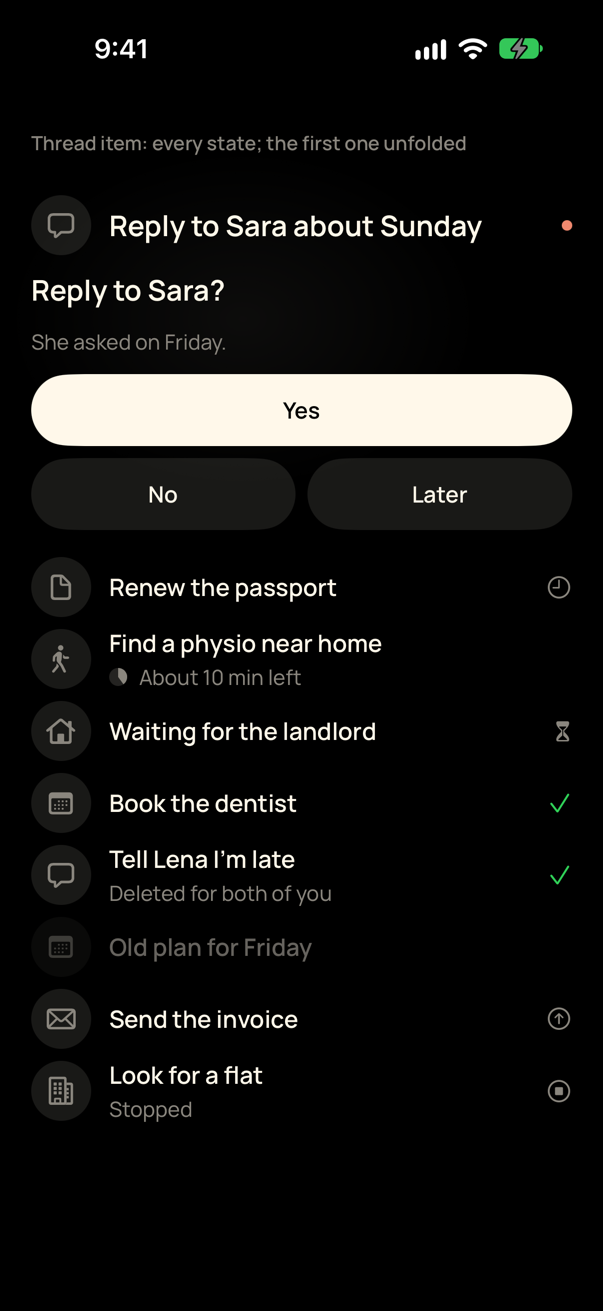 9:41
Thread item: every state; the first one unfolded
Reply to Sara about Sunday
Reply to Sara?
She asked on Friday.
Yes
No
Later
Renew the passport
Find a physio near home
About 10 min left
Waiting for the landlord
Book the dentist
Tell Lena I’m late
Deleted for both of you
Old plan for Friday
Send the invoice
Look for a flat
Stopped